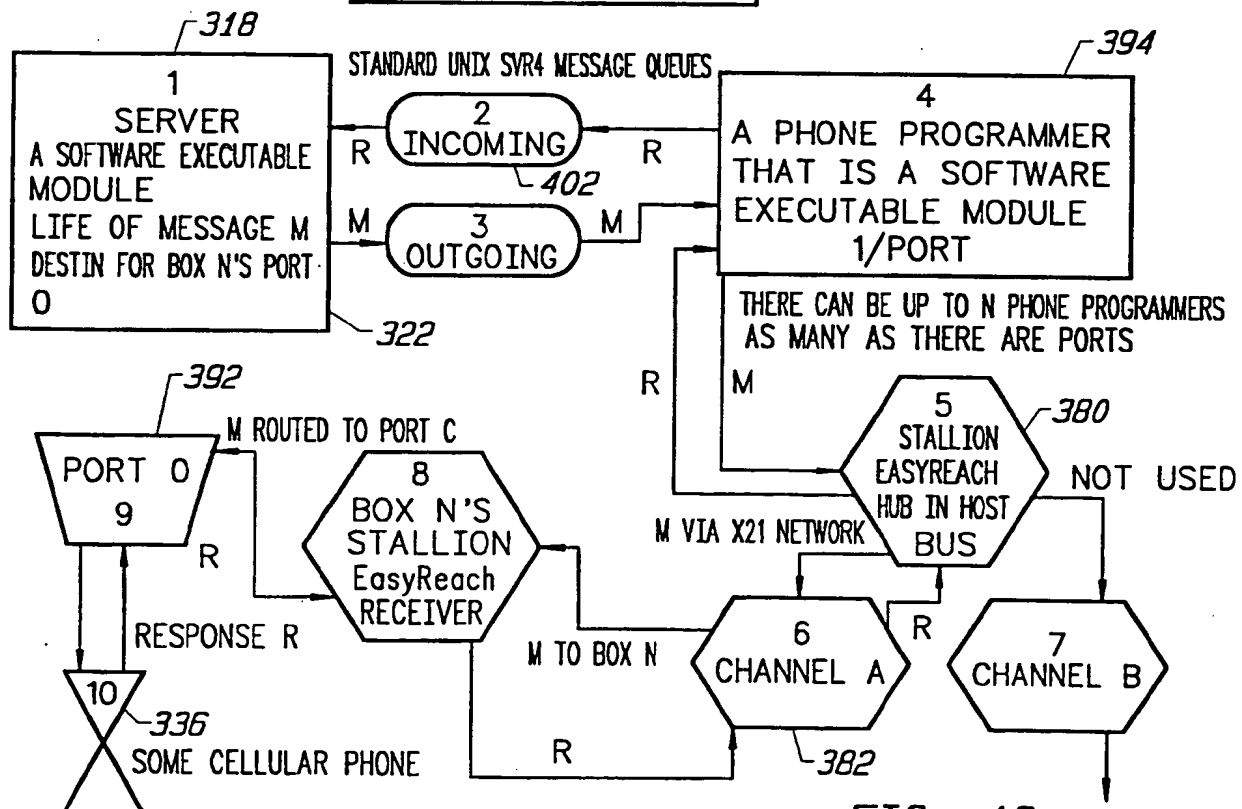 318
394
1
SERVER
A SOFTWARE EXECUTABLE
MODULE
LIFE OF MESSAGE M
DESTIN FOR BOX N'S PORT
0
322
STANDARD UNIX SVR4 MESSAGE QUEUES
2
INCOMING
R
R
402
M
3
OUTGOING
M
4
A PHONE PROGRAMMER
THAT IS A SOFTWARE
EXECUTABLE MODULE
1/PORT
THERE CAN BE UP TO N PHONE PROGRAMMERS
AS MANY AS THERE ARE PORTS
R
M
392
M ROUTED TO PORT C
PORT 0
9
R
RESPONSE R
10
336
SOME CELLULAR PHONE
8
BOX N'S
STALLION
EasyReach
RECEIVER
M TO BOX N
R
5
STALLION
EASYREACH
HUB IN HOST
BUS
380
NOT USED
M VIA X21 NETWORK
6
CHANNEL A
R
382
7
CHANNEL B